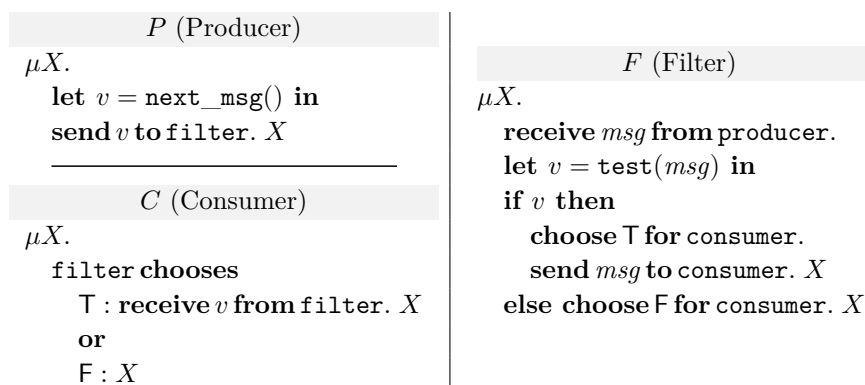 P (Producer)
μX.
let v = next_msg() in
send v to filter. X
C (Consumer)
μX.
filter chooses
T : receive v from filter. X
or
F : X
F (Filter)
μX.
receive msg from producer.
let v = test(msg) in
if v then
choose T for consumer.
send msg to consumer. X
else choose F for consumer. X